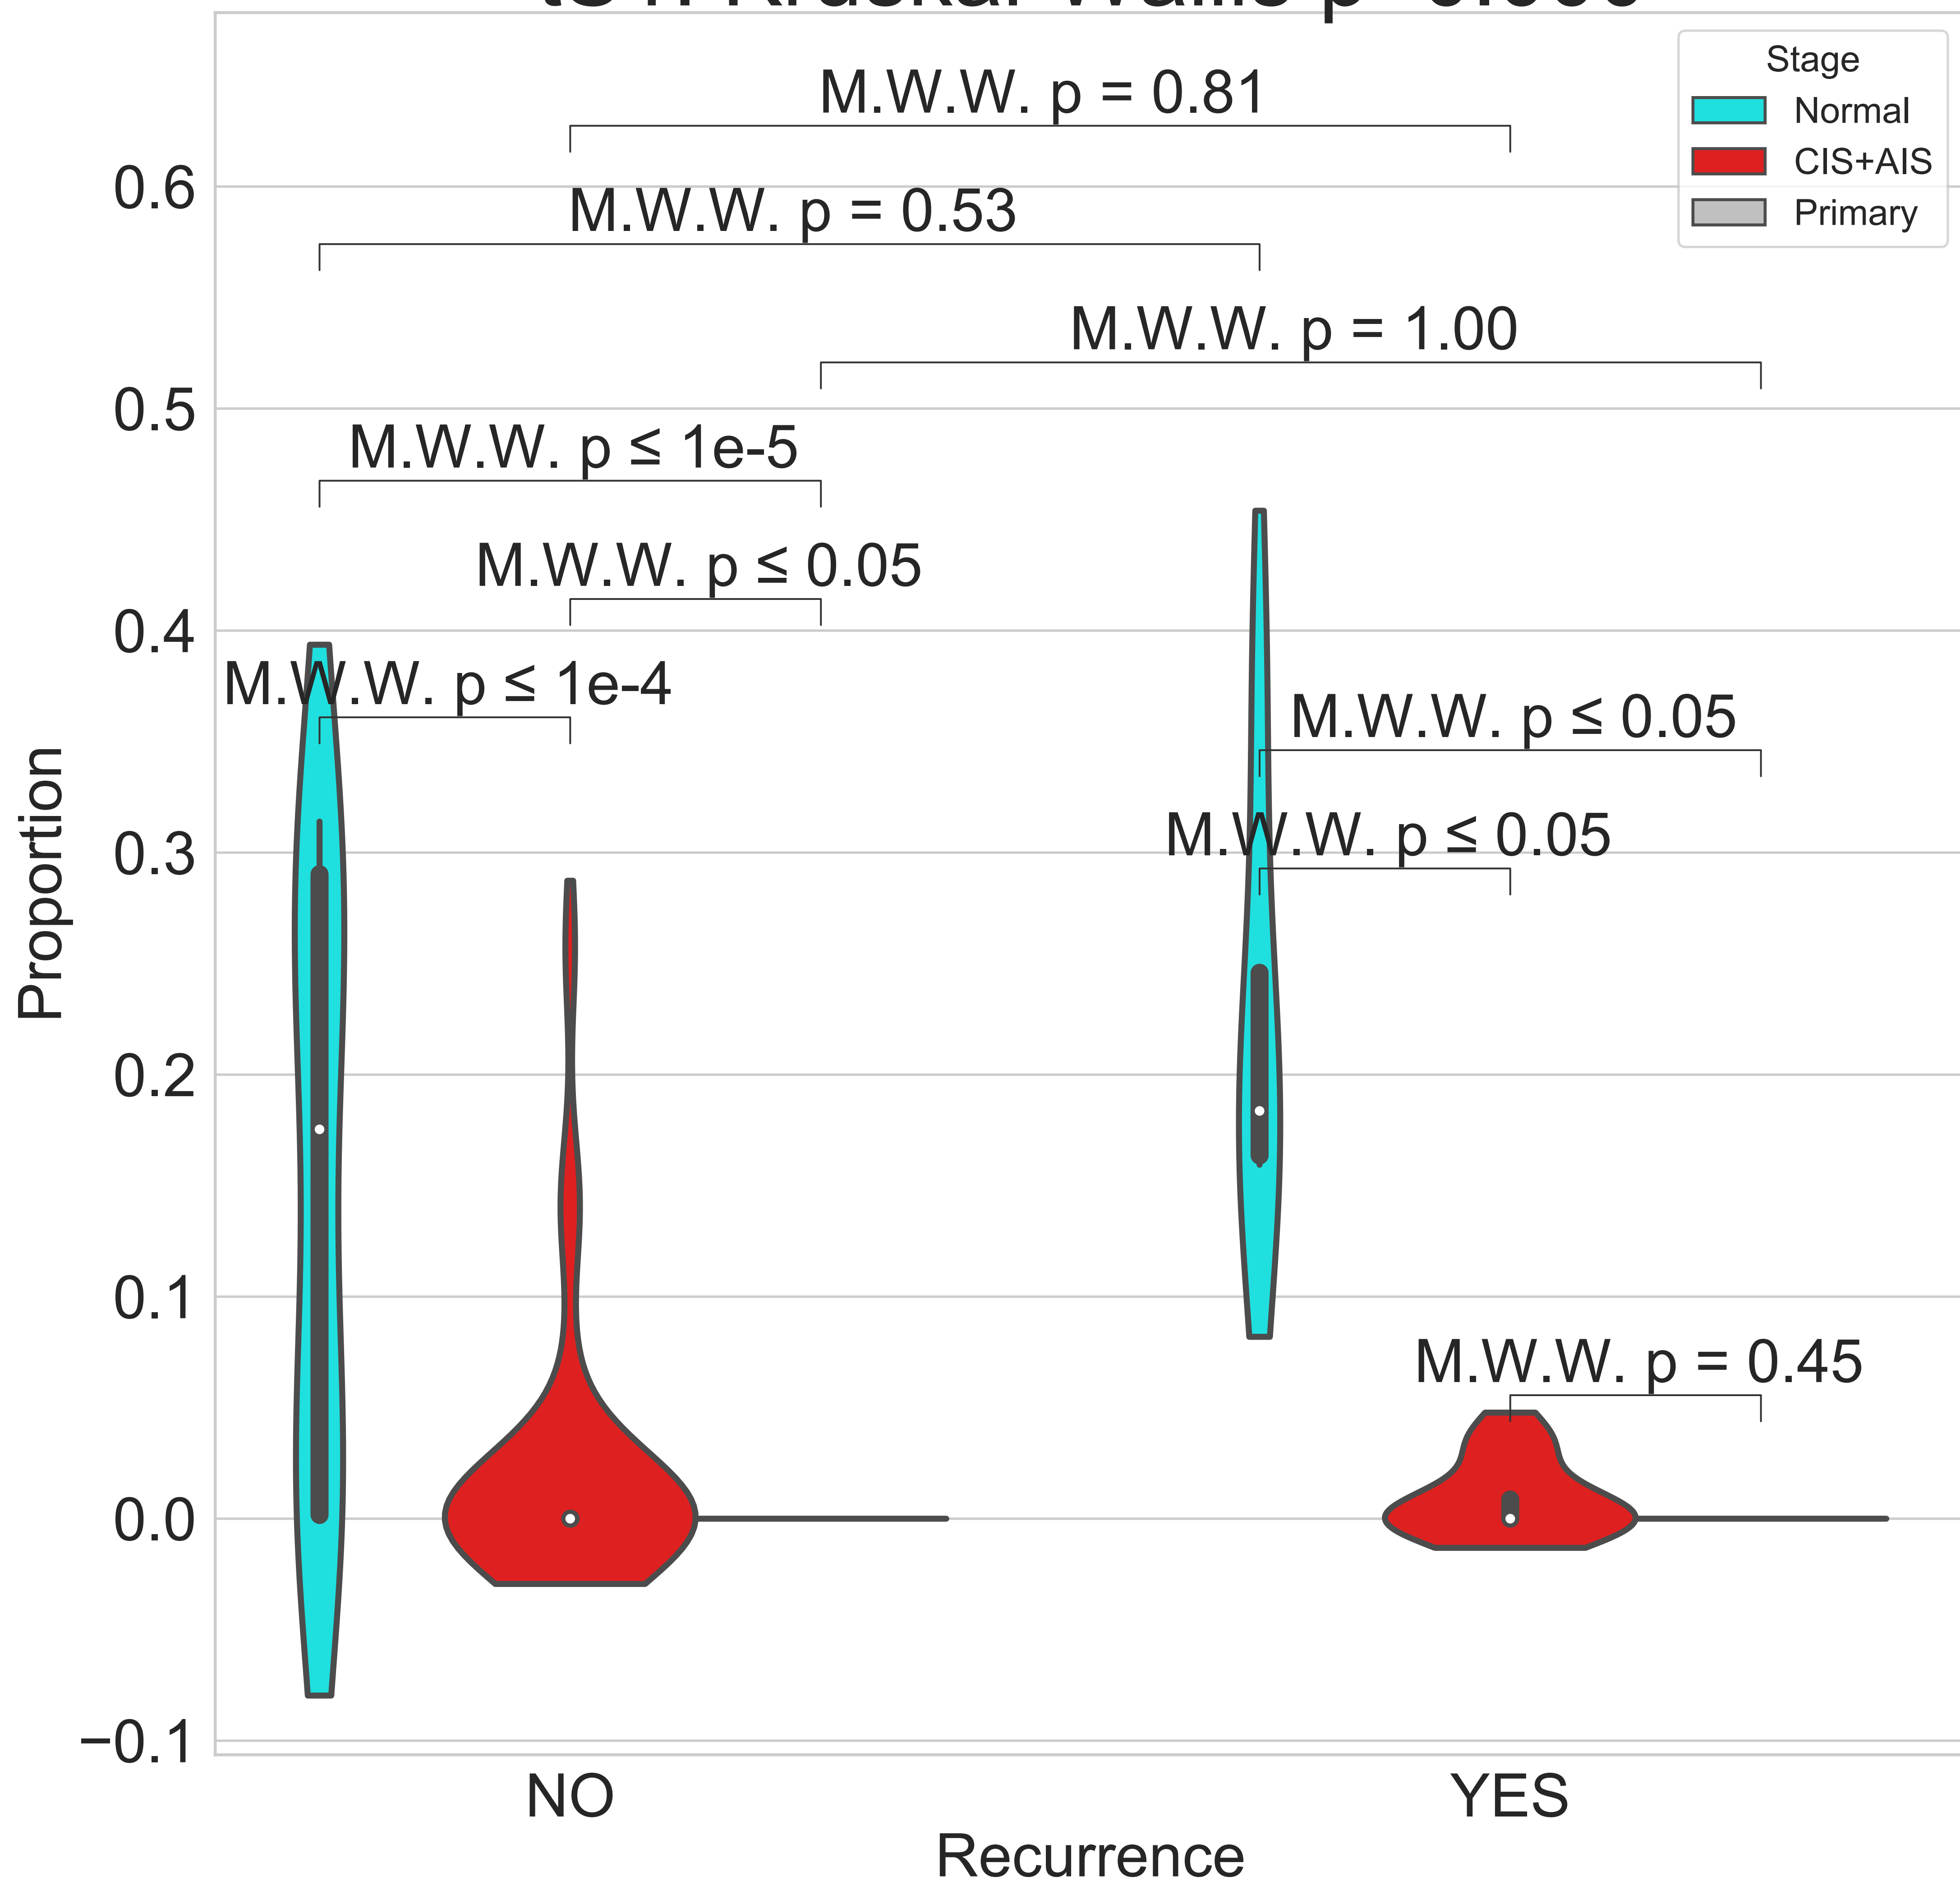 Stage
Normal
CIS+AIS
Primary
M.W.W. p = 0.81
M.W.W. p = 0.53
M.W.W. p = 1.00
M.W.W. p ≤ 1e-5
M.W.W. p ≤ 0.05
M.W.W. p ≤ 1e-4
M.W.W. p ≤ 0.05
M.W.W. p ≤ 0.05
M.W.W. p = 0.45
0.6
0.5
0.4
0.3
0.2
0.1
0.0
−0.1
Proportion
NO
YES
Recurrence